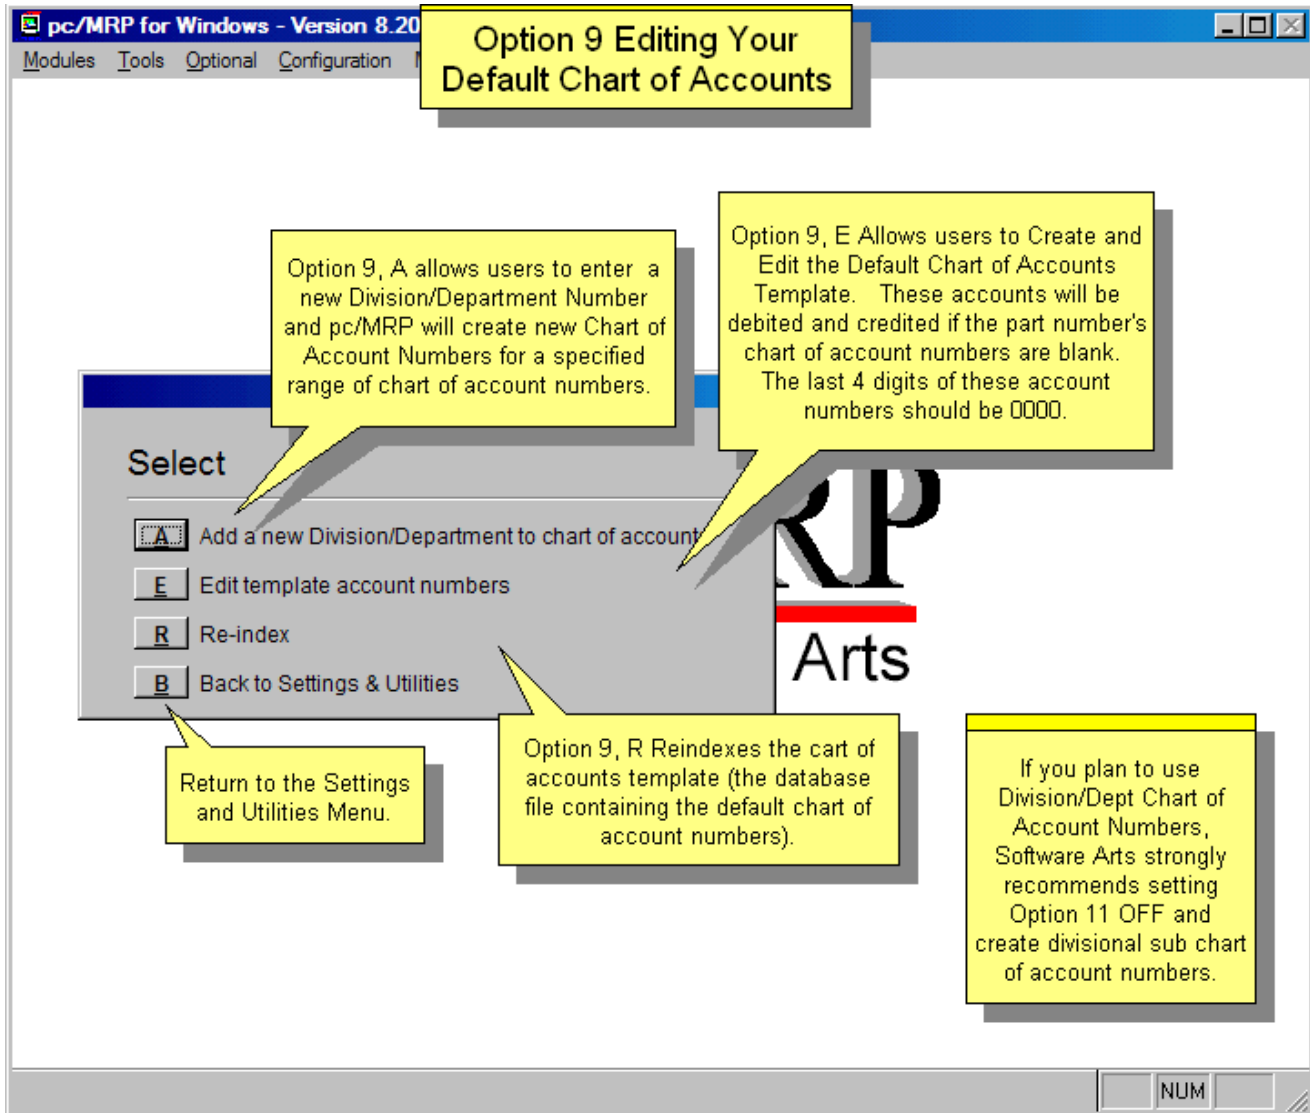 pc/MRP for Windows - Version 8.20
Option 9 Editing Your
Default Chart of Accounts
Modules Tools Optional Configuration
Option 9, A allows users to enter a
new Division/Department Number
and pc/MRP will create new Chart of
Account Numbers for a specified
range of chart of account numbers.
Option 9, E Allows users to Create and
Edit the Default Chart of Accounts
Template. These accounts will be
debited and credited if the part number's
chart of account numbers are blank.
The last 4 digits of these account
numbers should be 0000.
Select
A Add a new Division/Department to chart of account
E Edit template account numbers
R Re-index
B Back to Settings & Utilities
RP
Arts
Return to the Settings
and Utilities Menu.
Option 9, R Reindexes the cart of
accounts template (the database
file containing the default chart of
account numbers).
If you plan to use
Division/Dept Chart of
Account Numbers,
Software Arts strongly
recommends setting
Option 11 OFF and
create divisional sub chart
of account numbers.
NUM